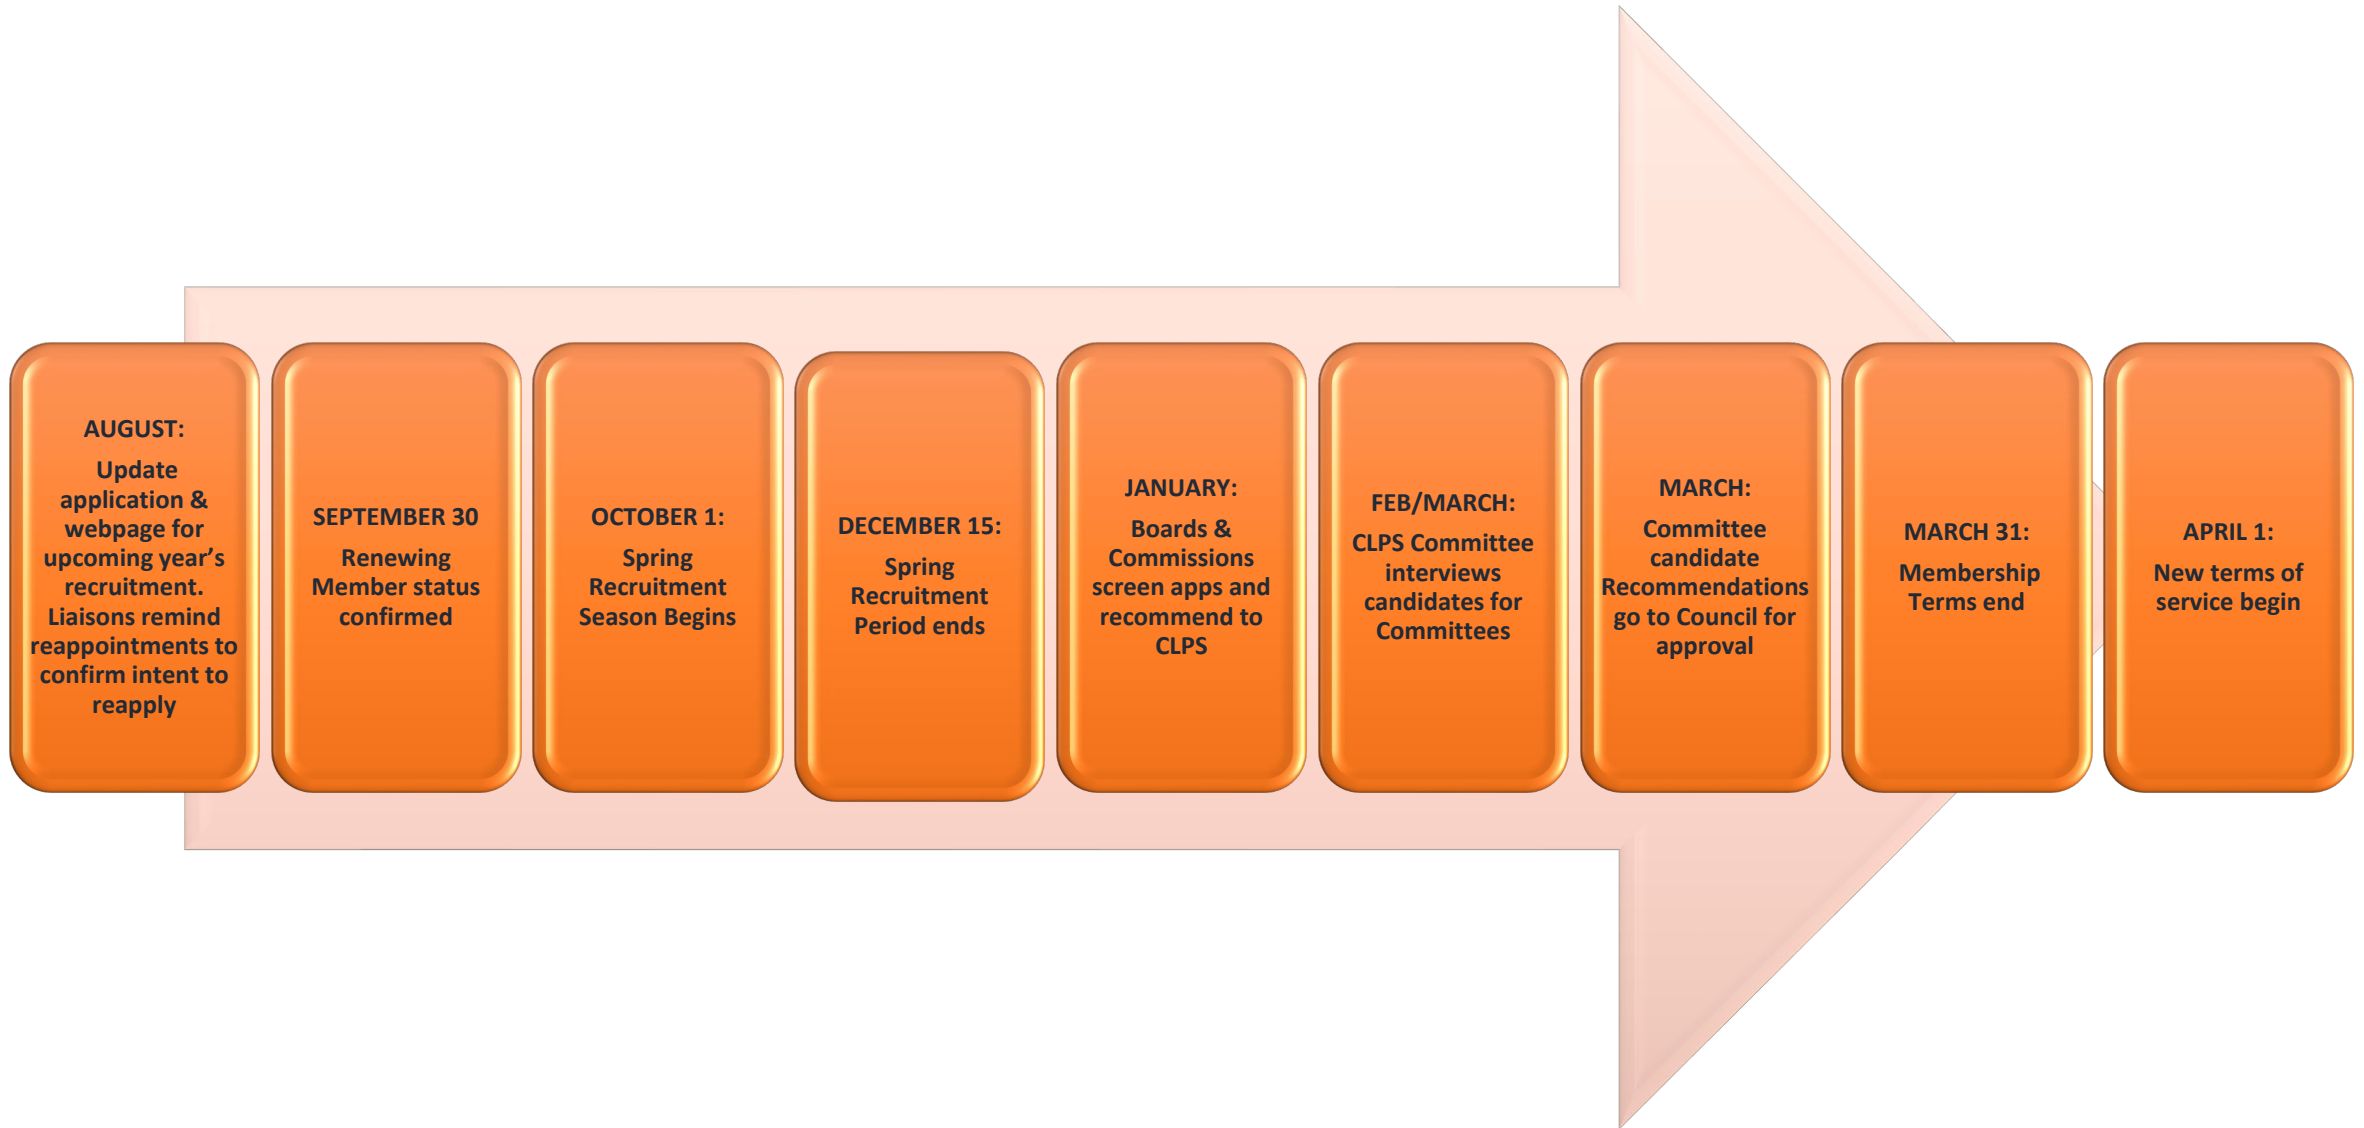 AUGUST:
Update
application &
webpage for
upcoming year’s
recruitment.
Liaisons remind
reappointments to
confirm intent to
reapply
SEPTEMBER 30
Renewing
Member status
confirmed
OCTOBER 1:
Spring
Recruitment
Season Begins
DECEMBER 15:
Spring
Recruitment
Period ends
JANUARY:
Boards &
Commissions
screen apps and
recommend to
CLPS
FEB/MARCH:
CLPS Committee
interviews
candidates for
Committees
MARCH:
Committee
candidate
Recommendations
go to Council for
approval
MARCH 31:
Membership
Terms end
APRIL 1:
New terms of
service begin